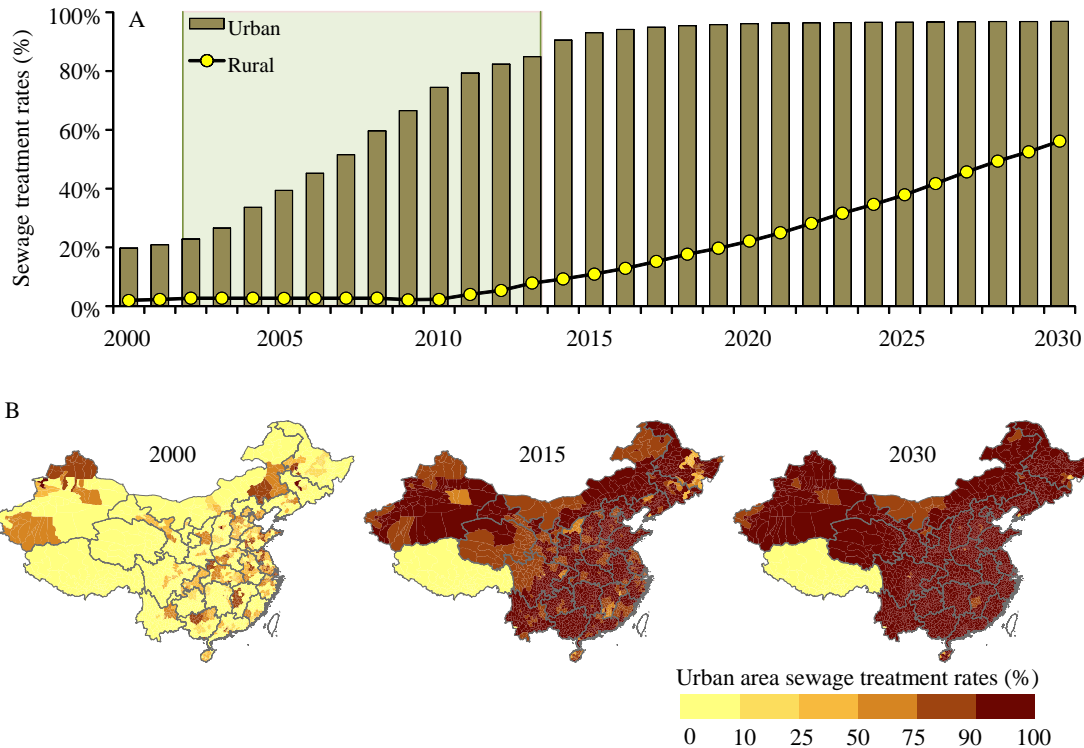 A
100%
80%
60%
40%
20%
0%
Sewage treatment rates (%)
Urban
Rural
2000 2005 2010 2015 2020 2025 2030
B
2000 2015 2030
Urban area sewage treatment rates (%)
0 10 25 50 75 90 100